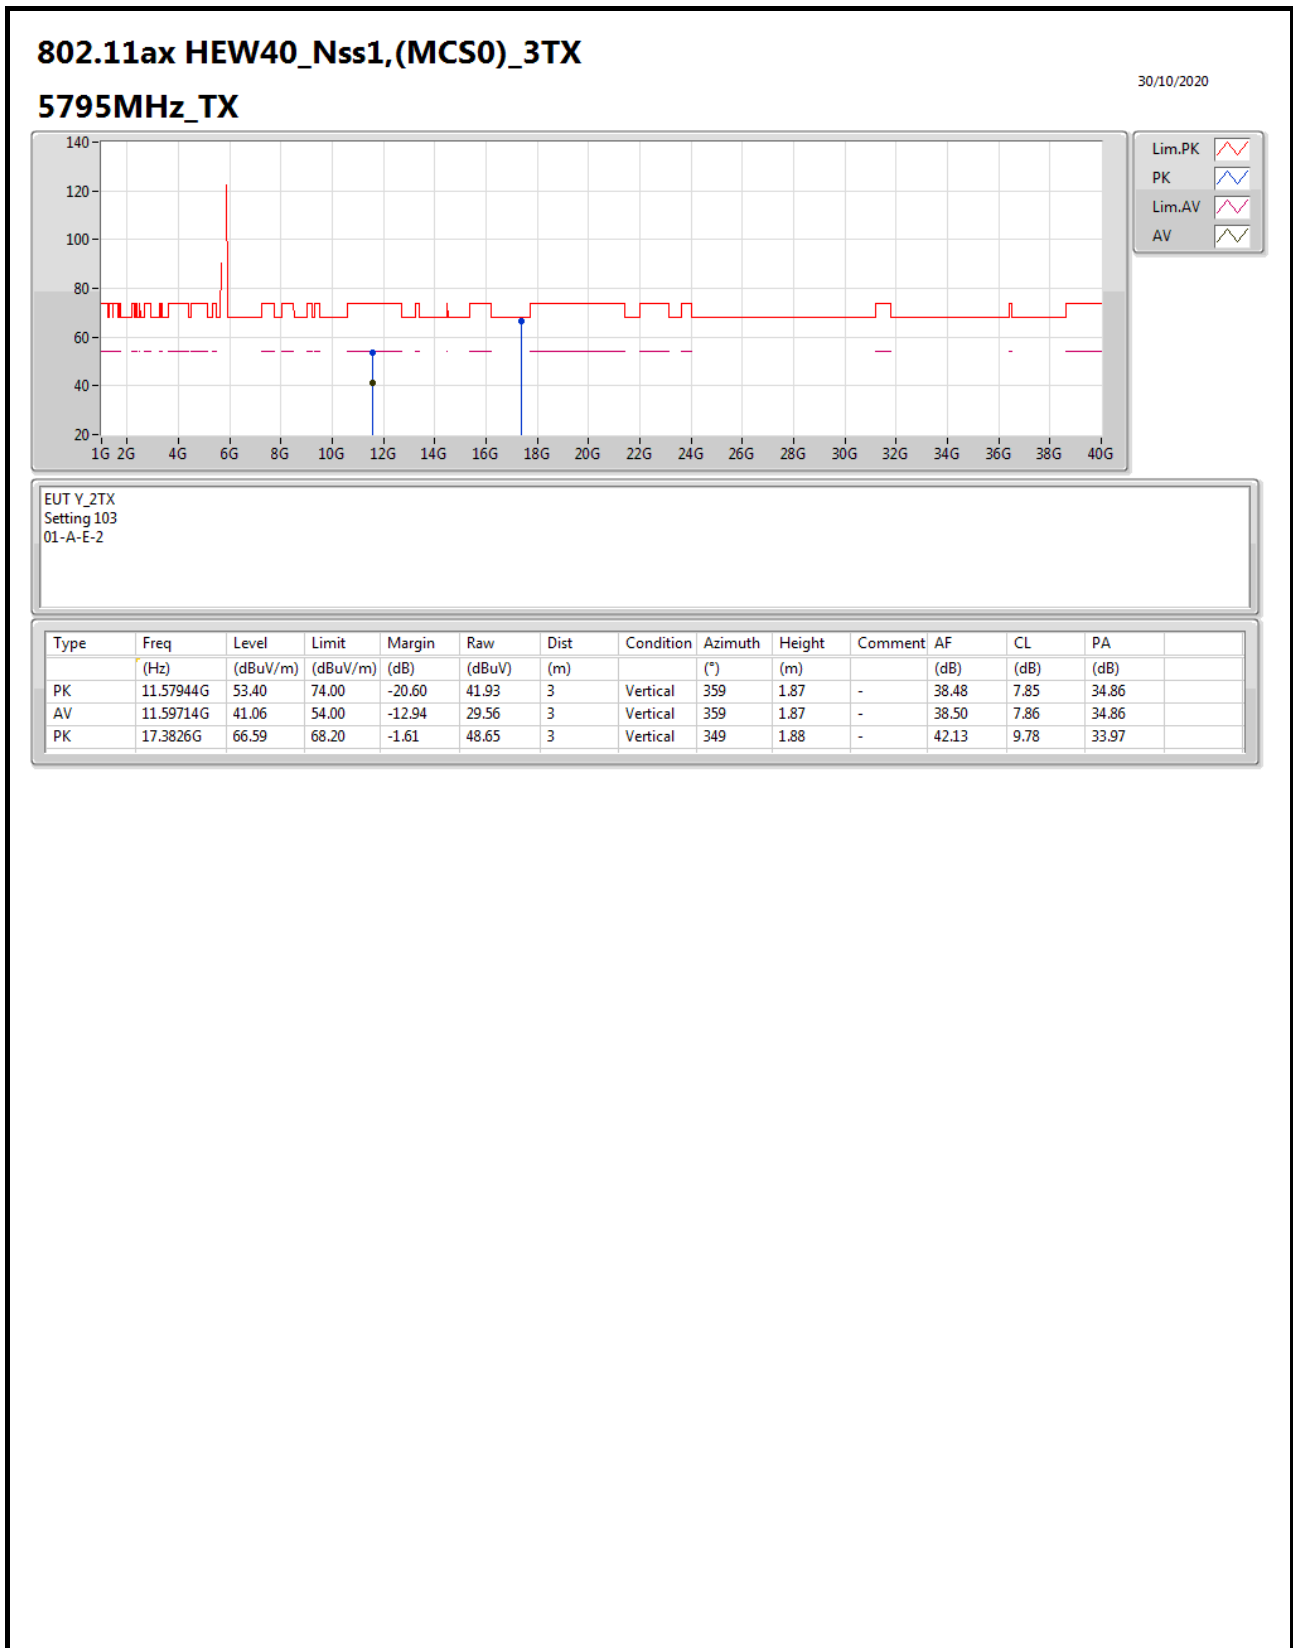 802.11ax HEW40_Nss1,(MCS0)_3TX
30/10/2020
5795MHz_TX
140
120
100
80
60
40
20
1G 2G 4G 6G 8G 10G 12G 14G 16G 18G 20G 22G 24G 26G 28G 30G 32G 34G 36G 38G 40G
Lim.PK
PK
Lim.AV
AV
EUT Y_2TX
Setting 103
01-A-E-2
Type Freq Level Limit Margin Raw Dist Condition Azimuth Height Comment AF CL PA
(Hz) (dBuV/m) (dBuV/m) (dB) (dBuV) (m) (°) (m) (dB) (dB) (dB)
PK 11.57944G 53.40 74.00 -20.60 41.93 3 Vertical 359 1.87 - 38.48 7.85 34.86
AV 11.59714G 41.06 54.00 -12.94 29.56 3 Vertical 359 1.87 - 38.50 7.86 34.86
PK 17.3826G 66.59 68.20 -1.61 48.65 3 Vertical 349 1.88 - 42.13 9.78 33.97